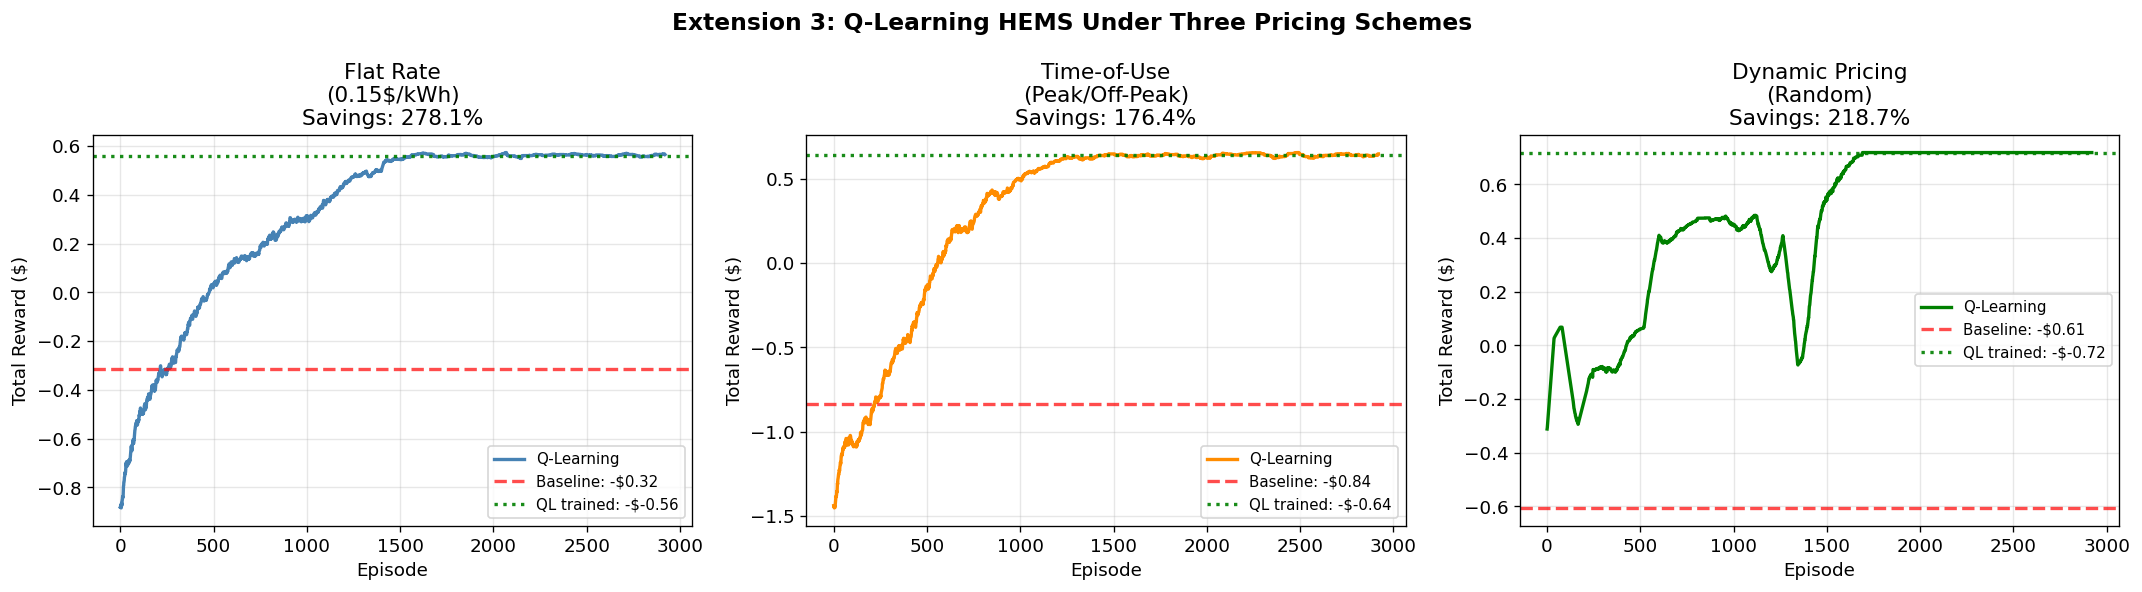 Extension 3: Q-Learning HEMS Under Three Pricing Schemes
Flat Rate
(0.15$/kWh)
Savings: 278.1%
0.6
0.4
0.2
0.0
−0.2
−0.4
−0.6
−0.8
Total Reward ($)
0 500 1000 1500 2000 2500 3000
Episode
Q-Learning
Baseline: -$0.32
QL trained: -$-0.56
Time-of-Use
(Peak/Off-Peak)
Savings: 176.4%
0.5
0.0
−0.5
−1.0
−1.5
Total Reward ($)
0 500 1000 1500 2000 2500 3000
Episode
Q-Learning
Baseline: -$0.84
QL trained: -$-0.64
Dynamic Pricing
(Random)
Savings: 218.7%
0.6
0.4
0.2
0.0
−0.2
−0.4
−0.6
Total Reward ($)
0 500 1000 1500 2000 2500 3000
Episode
Q-Learning
Baseline: -$0.61
QL trained: -$-0.72